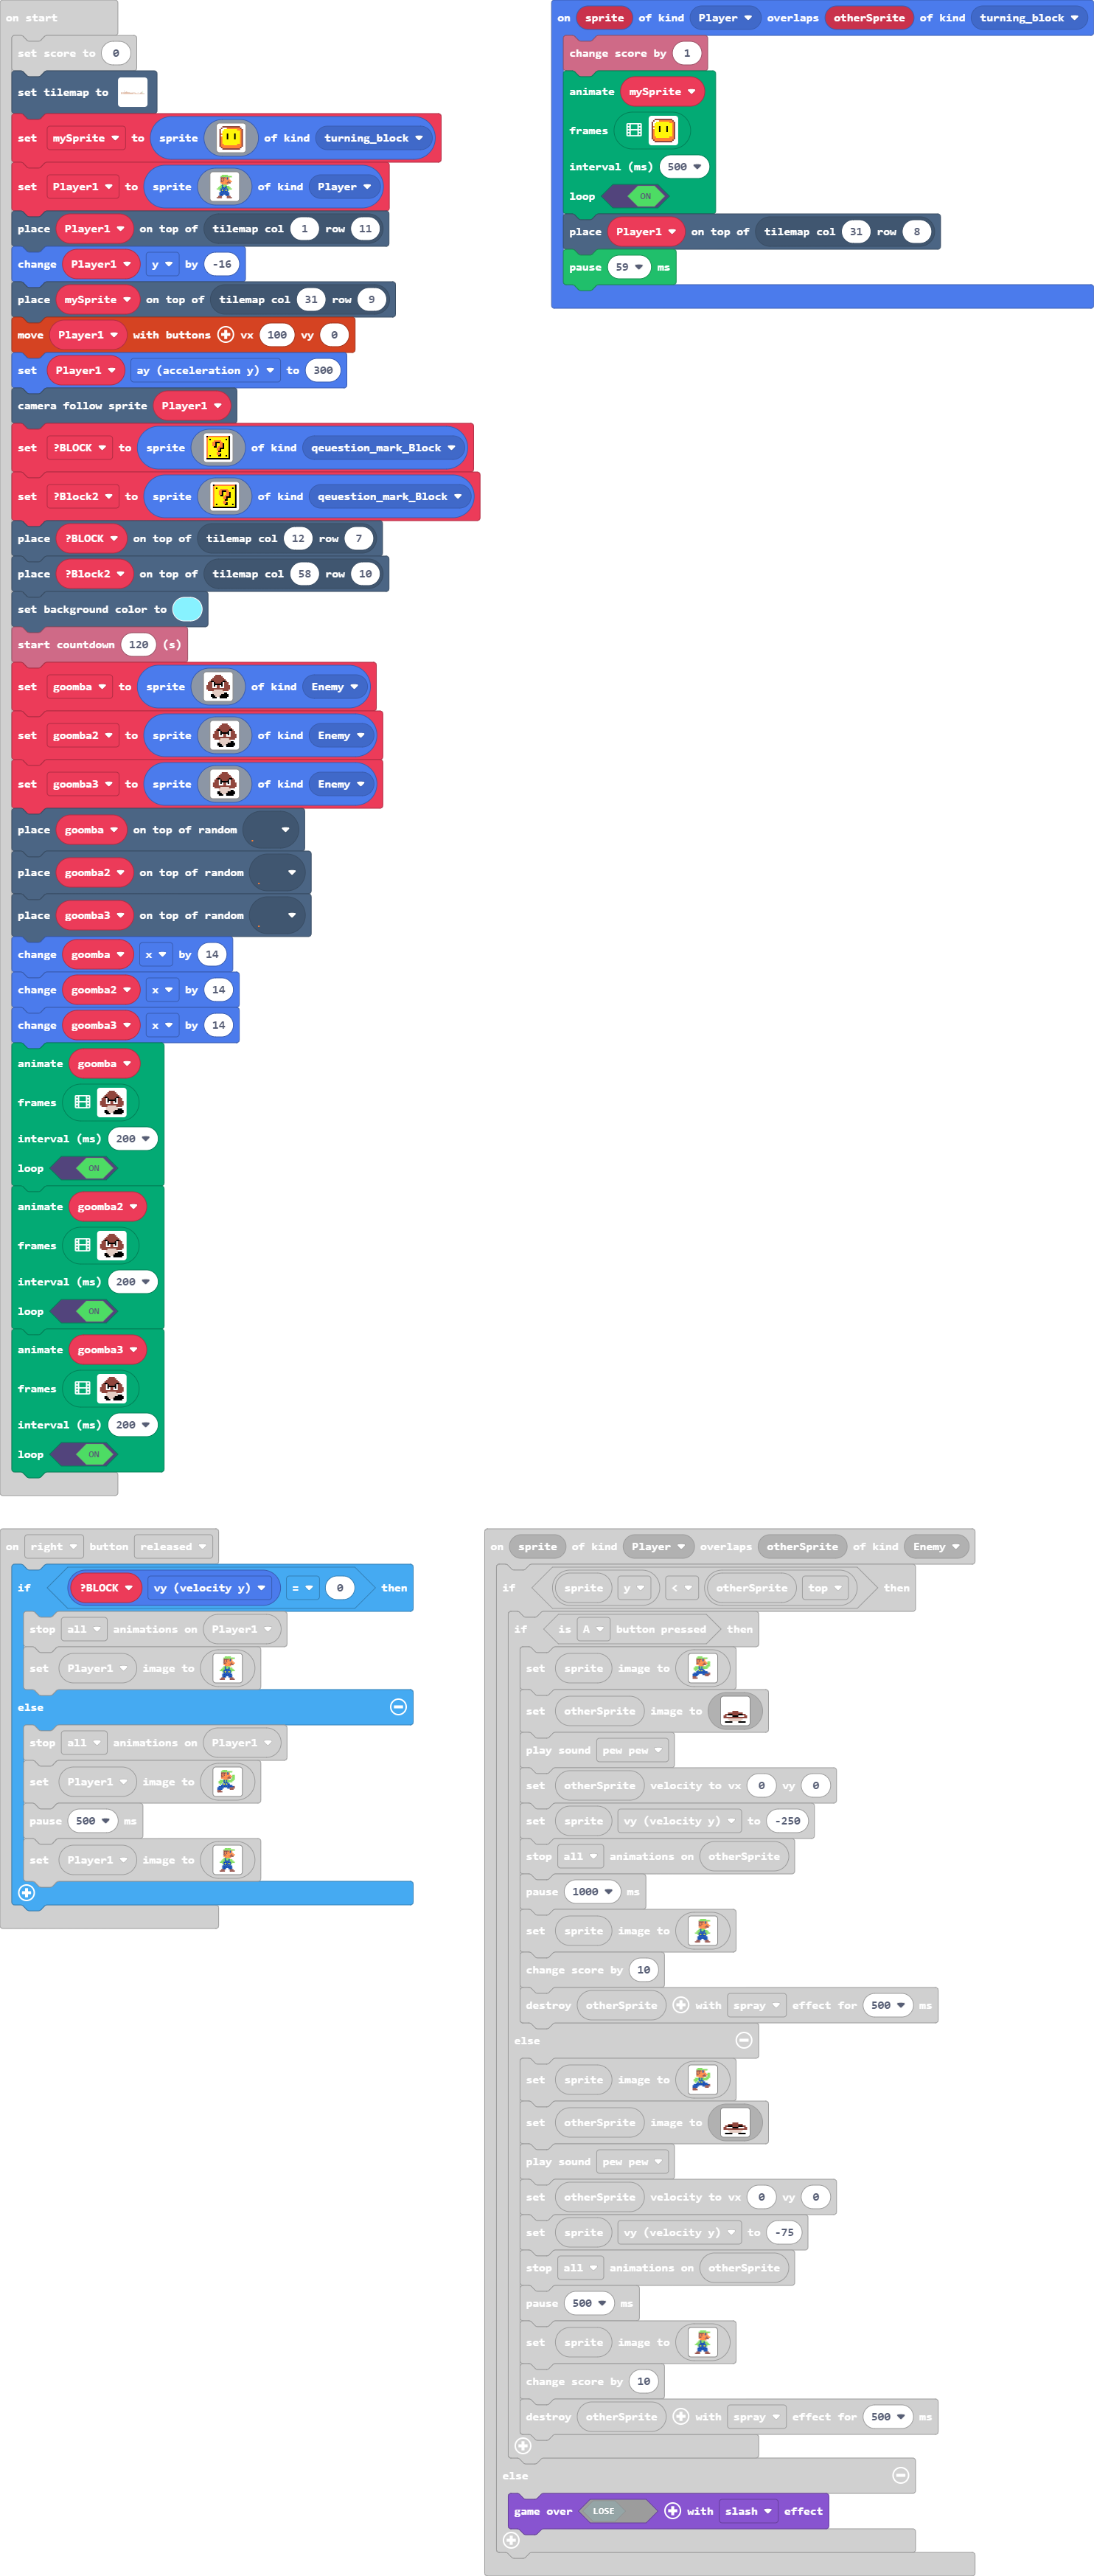 on start
set score to 0
set tilemap to
set mySprite to sprite of kind turning_block
set Player1 to sprite of kind Player
place Player1 on top of tilemap col 1 row 11
change Player1 y by -16
place mySprite on top of tilemap col 31 row 9
move Player1 with buttons vx 100 vy 0
set Player1 ay (acceleration y) to 300
camera follow sprite Player1
set ?BLOCK to sprite ? of kind qeuestion_mark_Block
set ?Block2 to sprite ? of kind qeuestion_mark_Block
place ?BLOCK on top of tilemap col 12 row 7
place ?Block2 on top of tilemap col 58 row 10
set background color to
start countdown 120 (s)
set goomba to sprite of kind Enemy
set goomba2 to sprite of kind Enemy
set goomba3 to sprite of kind Enemy
place goomba on top of random
place goomba2 on top of random
place goomba3 on top of random
change goomba x by 14
change goomba2 x by 14
change goomba3 x by 14
animate goomba
frames
interval (ms) 200
loop ON
animate goomba2
frames
interval (ms) 200
loop ON
animate goomba3
frames
interval (ms) 200
loop ON
on sprite of kind Player overlaps otherSprite of kind turning_block
change score by 1
animate mySprite
frames
interval (ms) 500
loop ON
place Player1 on top of tilemap col 31 row 8
pause 59 ms
on right button released
if ?BLOCK vy (velocity y) = 0 then
stop all animations on Player1
set Player1 image to
else
stop all animations on Player1
set Player1 image to
pause 500 ms
set Player1 image to
on sprite of kind Player overlaps otherSprite of kind Enemy
if sprite y < otherSprite top then
if is A button pressed then
set sprite image to
set otherSprite image to
play sound pew pew
set otherSprite velocity to vx 0 vy 0
set sprite vy (velocity y) to -250
stop all animations on otherSprite
pause 1000 ms
set sprite image to
change score by 10
destroy otherSprite with spray effect for 500 ms
else
set sprite image to
set otherSprite image to
play sound pew pew
set otherSprite velocity to vx 0 vy 0
set sprite vy (velocity y) to -75
stop all animations on otherSprite
pause 500 ms
set sprite image to
change score by 10
destroy otherSprite with spray effect for 500 ms
else
game over LOSE with slash effect